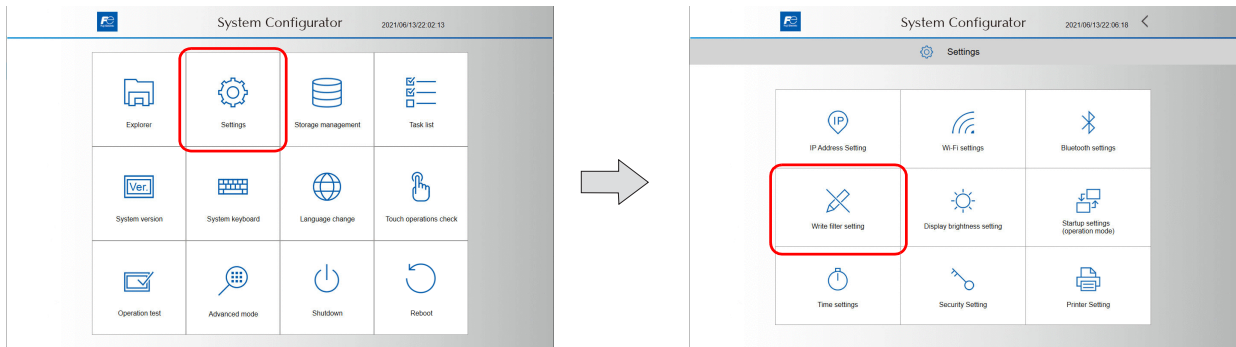 Fe
System Configurator
2021/06/13/22:02:13
Explorer
Settings
Storage management
Task list
Ver.
System version
System keyboard
Language change
Touch operations check
Operation test
Advanced mode
Shutdown
Reboot
Fe
System Configurator
2021/06/13/22:06:18
Settings
IP
IP Address Setting
Wi-Fi settings
Bluetooth settings
Write filter setting
Display brightness setting
Startup settings
(operation mode)
Time settings
Security Setting
Printer Setting